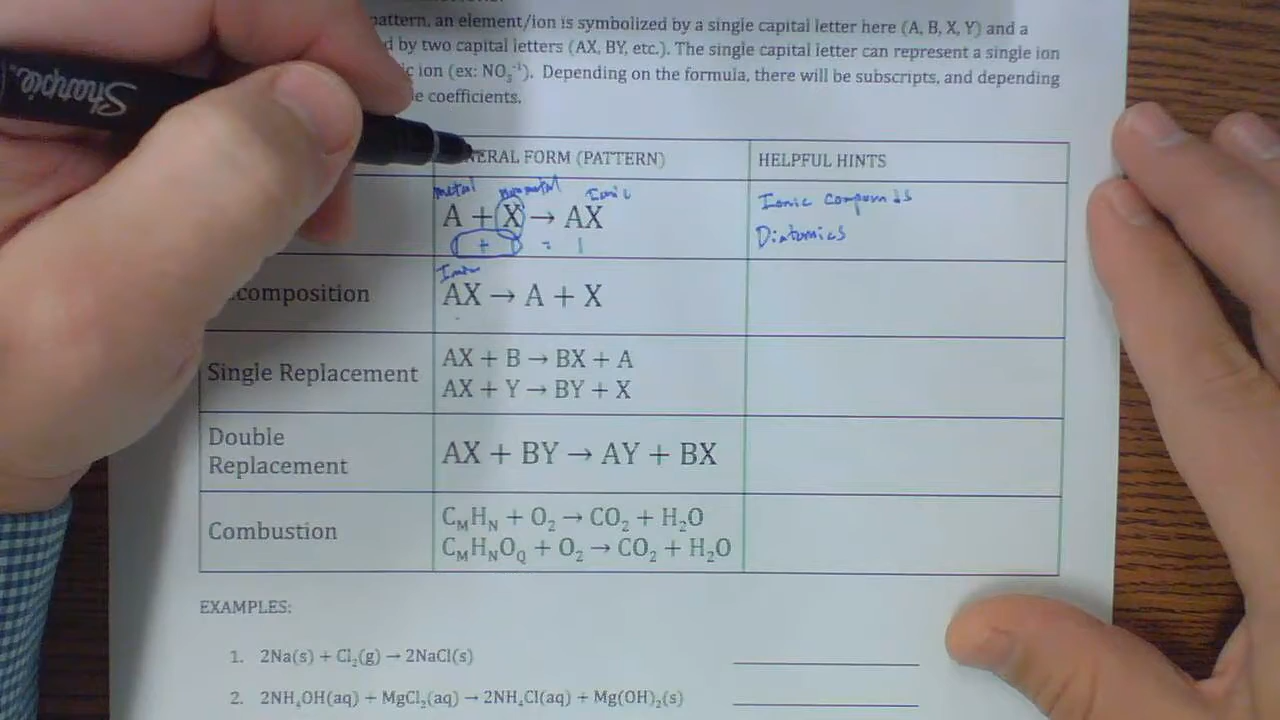 pattern, an element/ion is symbolized by a single capital letter here (A, B, X, Y) and a
d by two capital letters (AX, BY, etc.). The single capital letter can represent a single ion
c ion (ex: NO₃⁻¹). Depending on the formula, there will be subscripts, and depending
e coefficients.
Sharpie
NERAL FORM (PATTERN) HELPFUL HINTS
metal nonmetal Ionic
A + X → AX
+ = 1
Ionic compounds
Diatomics
composition
AX → A + X
Single Replacement
AX + B → BX + A
AX + Y → BY + X
Double
Replacement
AX + BY → AY + BX
Combustion
CMHN + O₂ → CO₂ + H₂O
CMHNOQ + O₂ → CO₂ + H₂O
EXAMPLES:
1. 2Na(s) + Cl₂(g) → 2NaCl(s)
2. 2NH₄OH(aq) + MgCl₂(aq) → 2NH₄Cl(aq) + Mg(OH)₂(s)